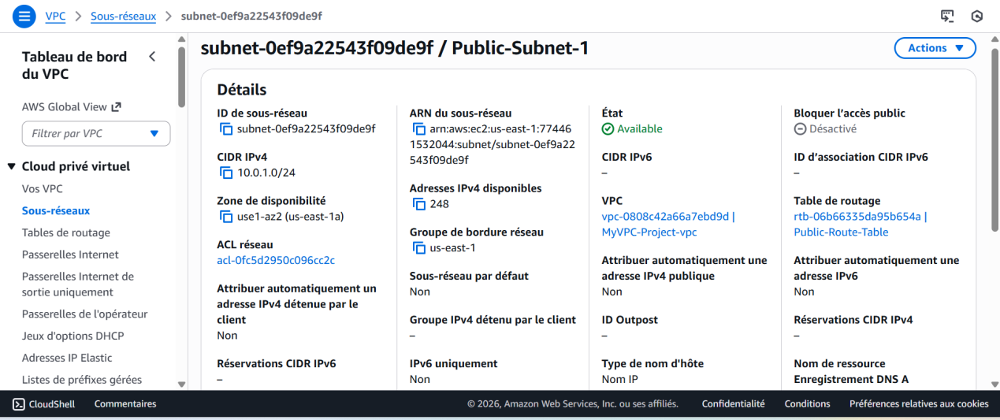 VPC > Sous-réseaux > subnet-0ef9a22543f09de9f
Tableau de bord
du VPC
AWS Global View
Filtrer par VPC
Cloud privé virtuel
Vos VPC
Sous-réseaux
Tables de routage
Passerelles Internet
Passerelles Internet de
sortie uniquement
Passerelles de l'opérateur
Jeux d'options DHCP
Adresses IP Elastic
Listes de préfixes gérées
subnet-0ef9a22543f09de9f / Public-Subnet-1
Actions
Détails
ID de sous-réseau
subnet-0ef9a22543f09de9f
CIDR IPv4
10.0.1.0/24
Zone de disponibilité
use1-az2 (us-east-1a)
ACL réseau
acl-0fc5d2950c096cc2c
Attribuer automatiquement un
adresse IPv4 détenue par le
client
Non
Réservations CIDR IPv6
–
ARN du sous-réseau
arn:aws:ec2:us-east-1:77446
1532044:subnet/subnet-0ef9a22
543f09de9f
Adresses IPv4 disponibles
248
Groupe de bordure réseau
us-east-1
Sous-réseau par défaut
Non
Groupe IPv4 détenu par le client
–
IPv6 uniquement
Non
État
Available
CIDR IPv6
–
VPC
vpc-0808c42a66a7ebd9d |
MyVPC-Project-vpc
Attribuer automatiquement une
adresse IPv4 publique
Non
ID Outpost
–
Type de nom d'hôte
Nom IP
Bloquer l’accès public
Désactivé
ID d’association CIDR IPv6
–
Table de routage
rtb-06b66335da95b654a |
Public-Route-Table
Attribuer automatiquement une
adresse IPv6
Non
Réservations CIDR IPv4
–
Nom de ressource
Enregistrement DNS A
CloudShell
Commentaires
© 2026, Amazon Web Services, Inc. ou ses affiliés.
Confidentialité
Conditions
Préférences relatives aux cookies